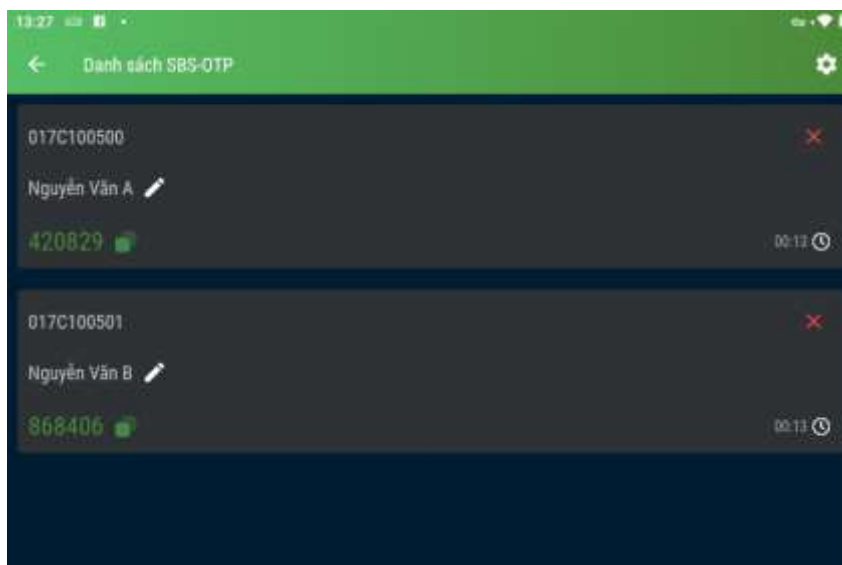 13:27
Danh sách SBS-OTP
017C100500
Nguyễn Văn A
420829
00:13
017C100501
Nguyễn Văn B
868406
00:13